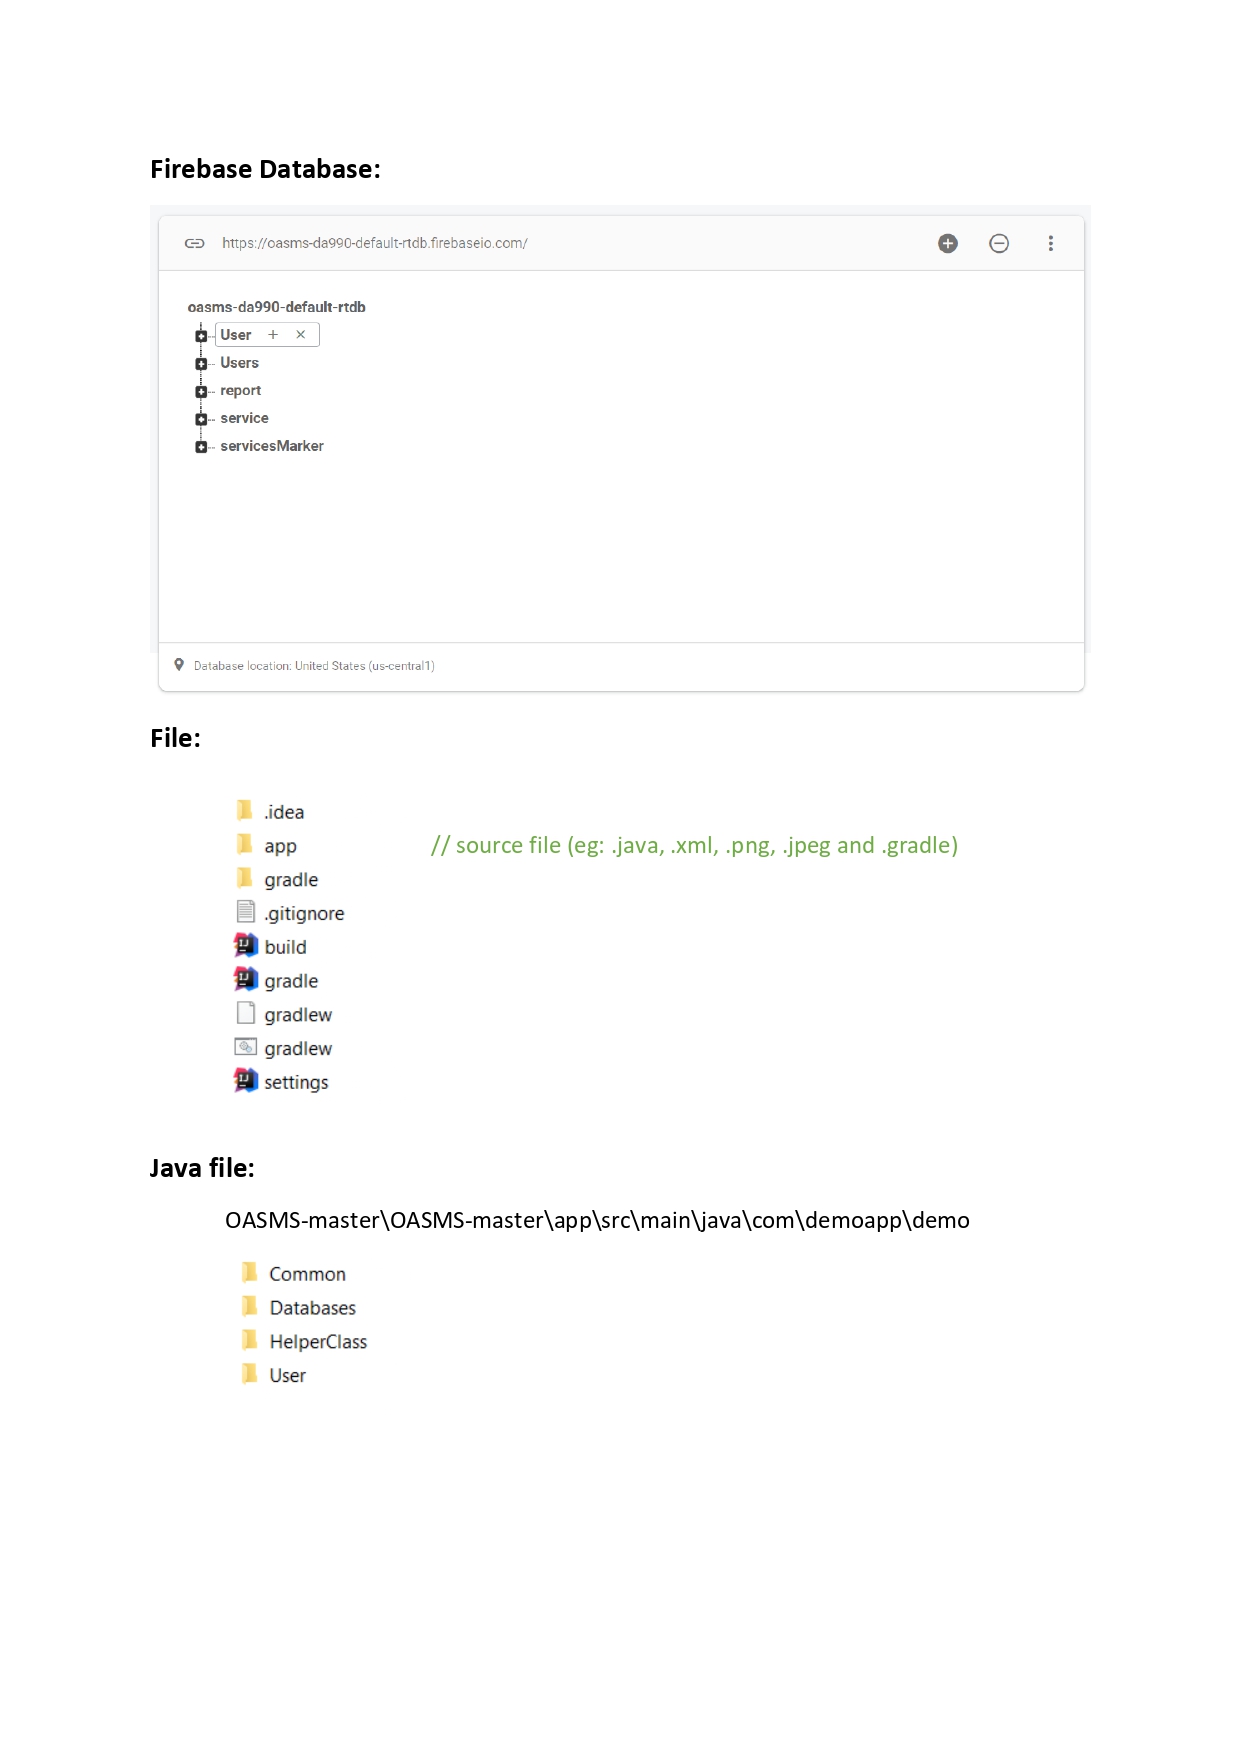 Firebase Database:
https://oasms-da990-default-rtdb.firebaseio.com/
oasms-da990-default-rtdb
User + ×
Users
report
service
servicesMarker
Database location: United States (us-central1)
File:
.idea
app // source file (eg: .java, .xml, .png, .jpeg and .gradle)
gradle
.gitignore
build
gradle
gradlew
gradlew
settings
Java file:
OASMS-master\OASMS-master\app\src\main\java\com\demoapp\demo
Common
Databases
HelperClass
User